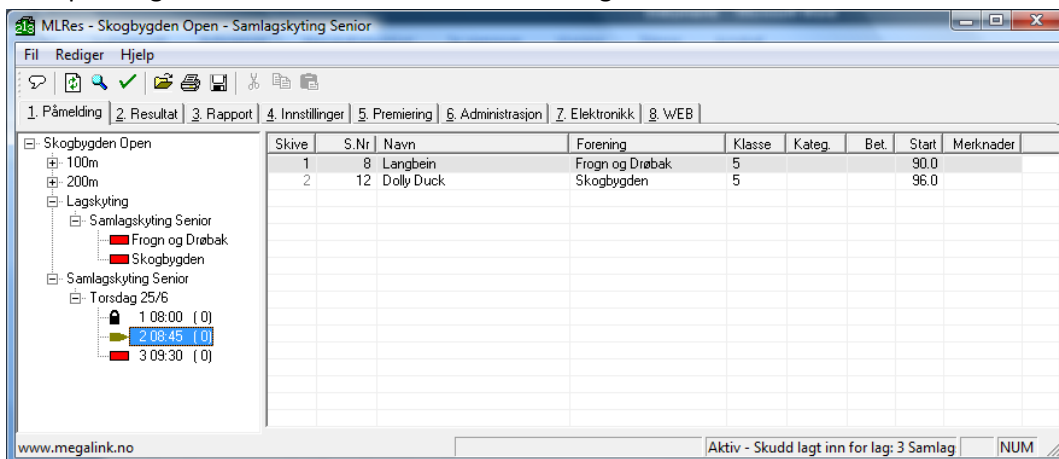 MLRes - Skogbygden Open - Samlagskyting Senior
Fil Rediger Hjelp
1. Påmelding 2. Resultat 3. Rapport 4. Innstillinger 5. Premiering 6. Administrasjon 7. Elektronikk 8. WEB
Skogbygden Open
100m
200m
Lagskyting
Samlagskyting Senior
Frogn og Drøbak
Skogbygden
Samlagskyting Senior
Torsdag 25/6
1 08:00 ( 0)
2 08:45 ( 0)
3 09:30 ( 0)
Skive S.Nr Navn Forening Klasse Kateg. Bet. Start Merknader
1 8 Langbein Frogn og Drøbak 5 90.0
2 12 Dolly Duck Skogbygden 5 96.0
www.megalink.no Aktiv - Skudd lagt inn for lag: 3 Samlag NUM